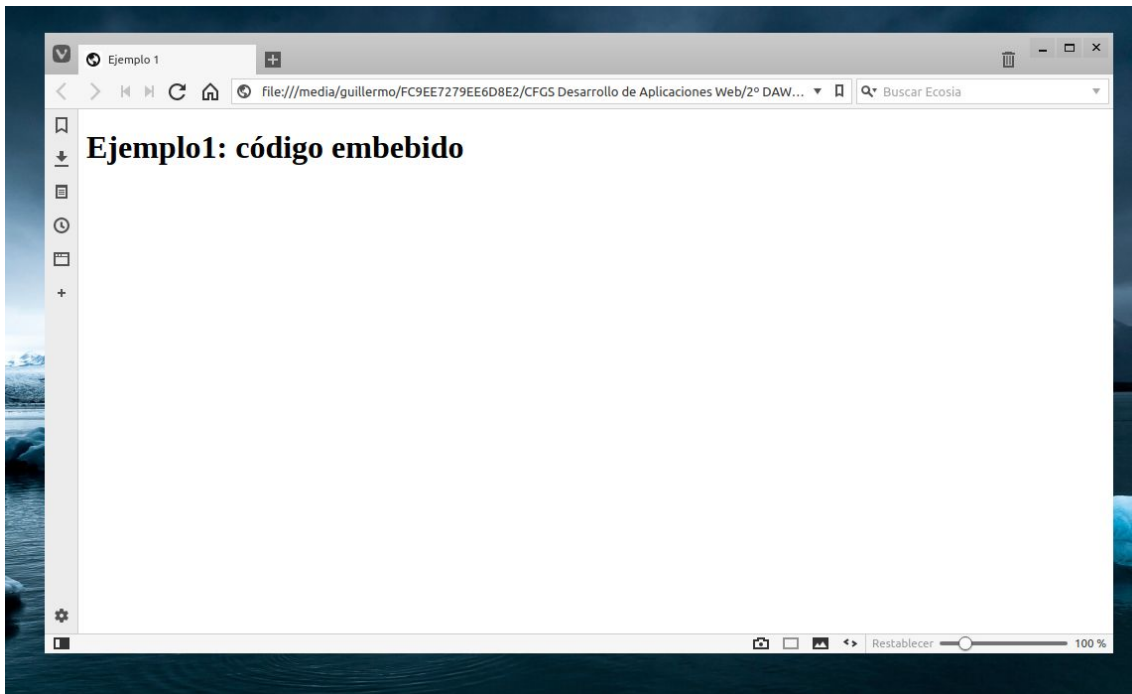 Ejemplo 1
file:///media/guillermo/FC9EE7279EE6D8E2/CFGS Desarrollo de Aplicaciones Web/2º DAW...
Buscar Ecosia
Ejemplo1: código embebido
Restablecer
100 %